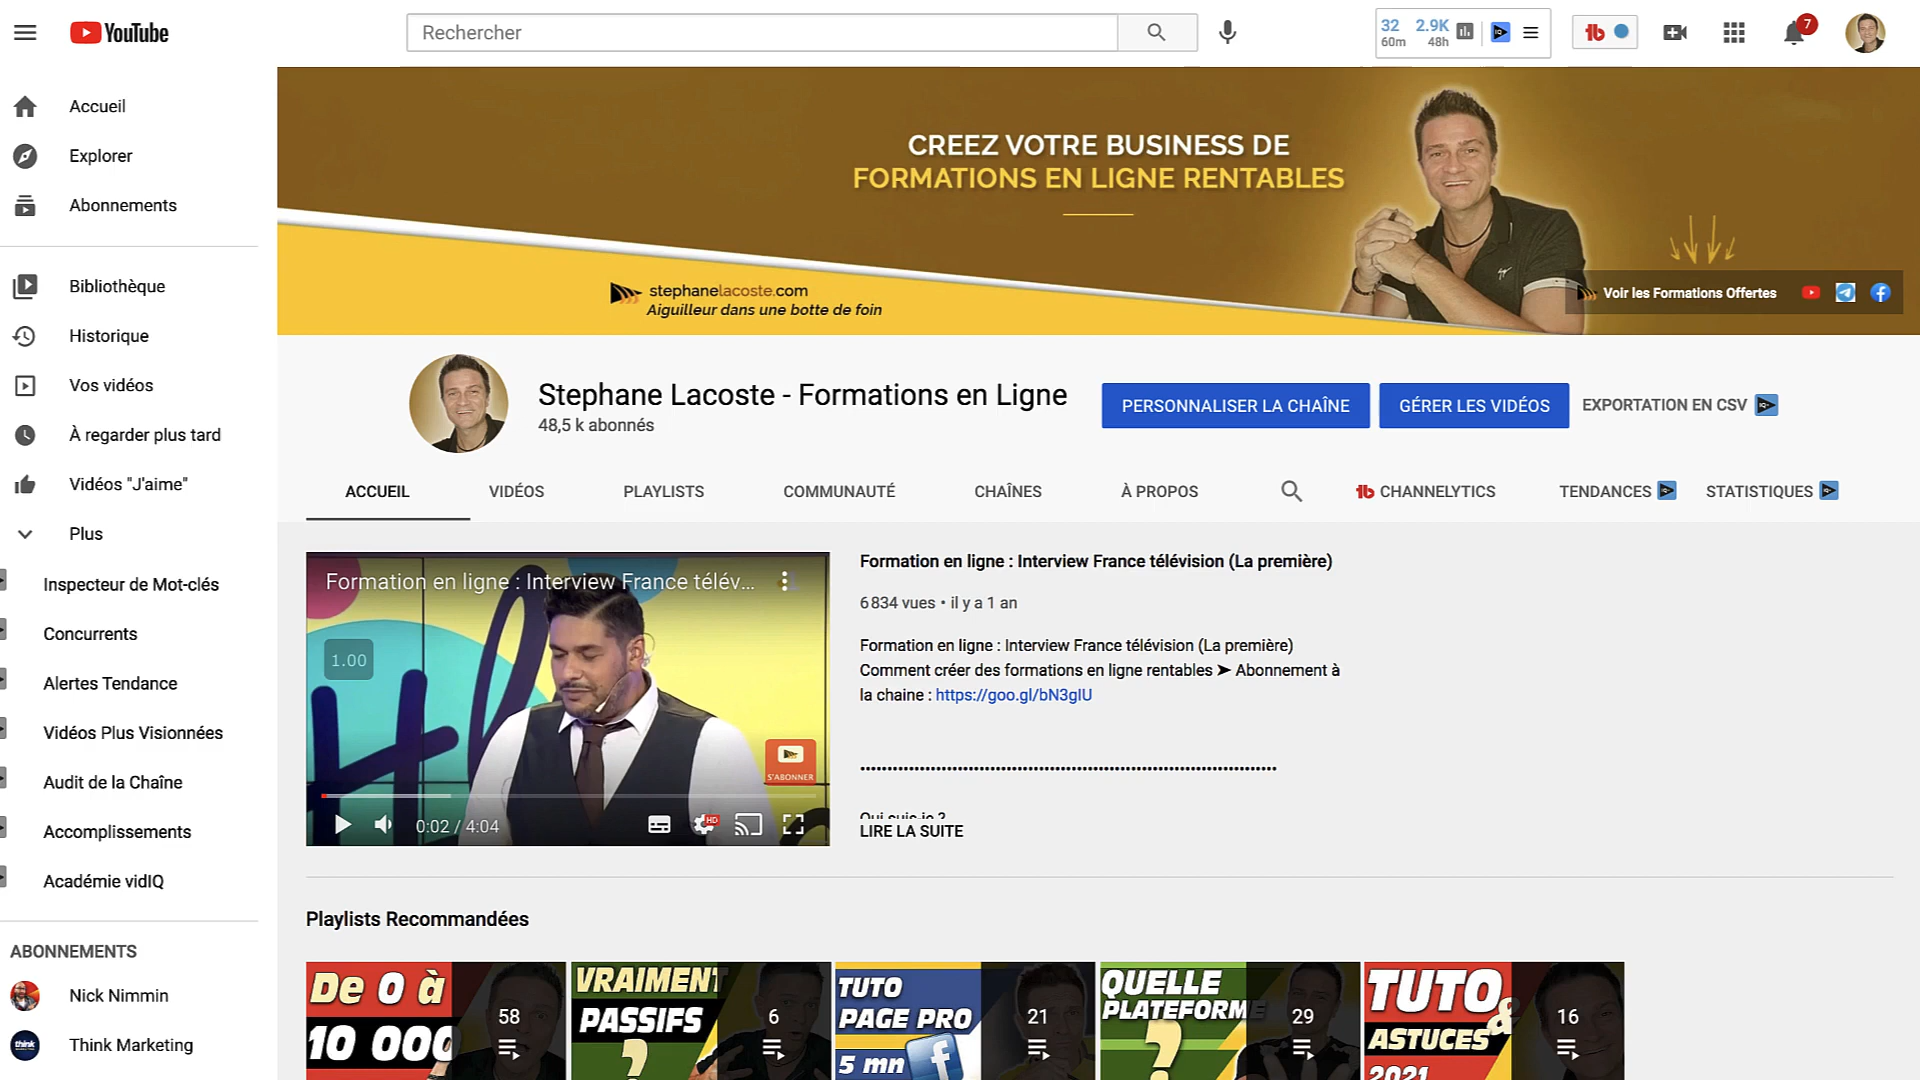 YouTube
Rechercher
32 2.9K
60m 48h
7
Accueil
Explorer
Abonnements
Bibliothèque
Historique
Vos vidéos
À regarder plus tard
Vidéos "J'aime"
Plus
Inspecteur de Mot-clés
Concurrents
Alertes Tendance
Vidéos Plus Visionnées
Audit de la Chaîne
Accomplissements
Académie vidIQ
ABONNEMENTS
Nick Nimmin
think
Think Marketing
CREEZ VOTRE BUSINESS DE
FORMATIONS EN LIGNE RENTABLES
stephanelacoste.com
Aiguilleur dans une botte de foin
Voir les Formations Offertes
Stephane Lacoste - Formations en Ligne
48,5 k abonnés
PERSONNALISER LA CHAÎNE
GÉRER LES VIDÉOS
EXPORTATION EN CSV
ACCUEIL
VIDÉOS
PLAYLISTS
COMMUNAUTÉ
CHAÎNES
À PROPOS
CHANNELYTICS
TENDANCES
STATISTIQUES
Formation en ligne : Interview France télév...
1.00
S'ABONNER
0:02 / 4:04
HD
Formation en ligne : Interview France télévision (La première)
6 834 vues • il y a 1 an
Formation en ligne : Interview France télévision (La première)
Comment créer des formations en ligne rentables ➤ Abonnement à
la chaine : https://goo.gl/bN3gIU
Qui suis-je ?
LIRE LA SUITE
Playlists Recommandées
De 0 à
10 000
58
VRAIMENT
PASSIFS
?
6
TUTO
PAGE PRO
5 mn
21
QUELLE
PLATEFORME
?
29
TUTO
&
ASTUCES
2021
16